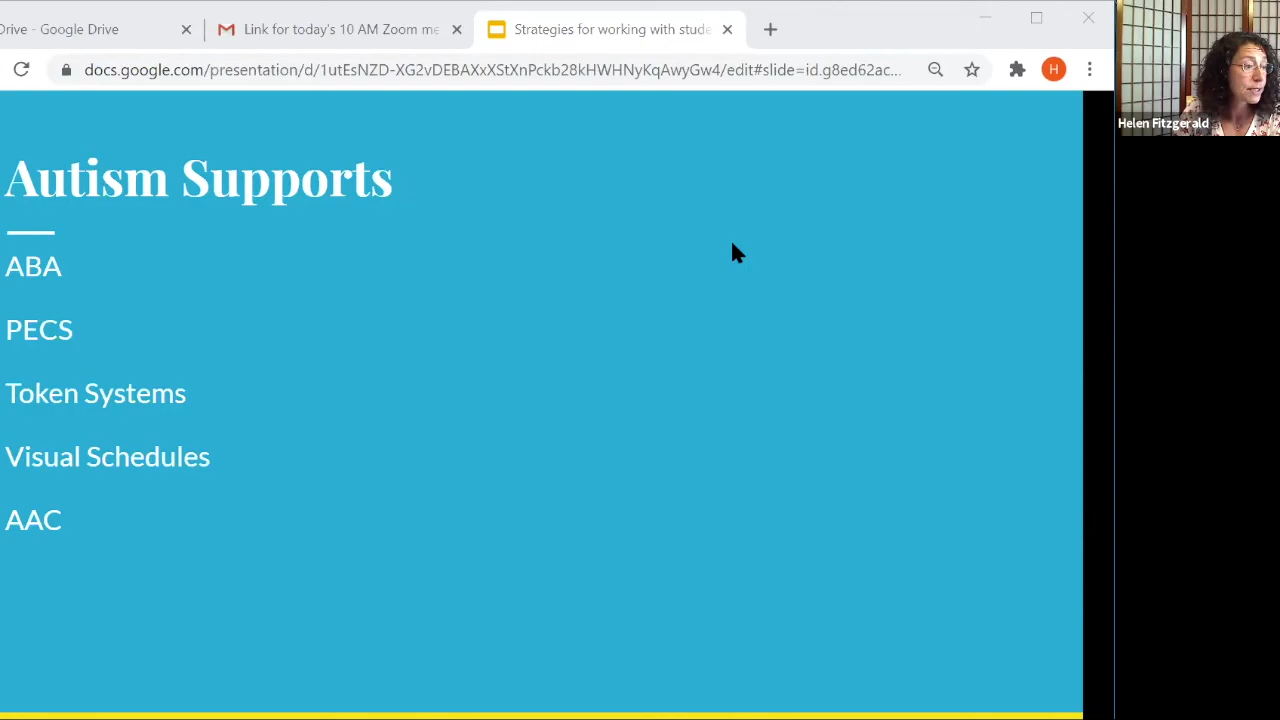 Drive - Google Drive
Link for today's 10 AM Zoom me
Strategies for working with stude
docs.google.com/presentation/d/1utEhNZD-XG2vDEBAXxXStXnPckb28kHWHNyKqAwyGw4/edit#slide=id.g8ed62ac...
H
Helen Fitzgerald
Autism Supports
ABA
PECS
Token Systems
Visual Schedules
AAC